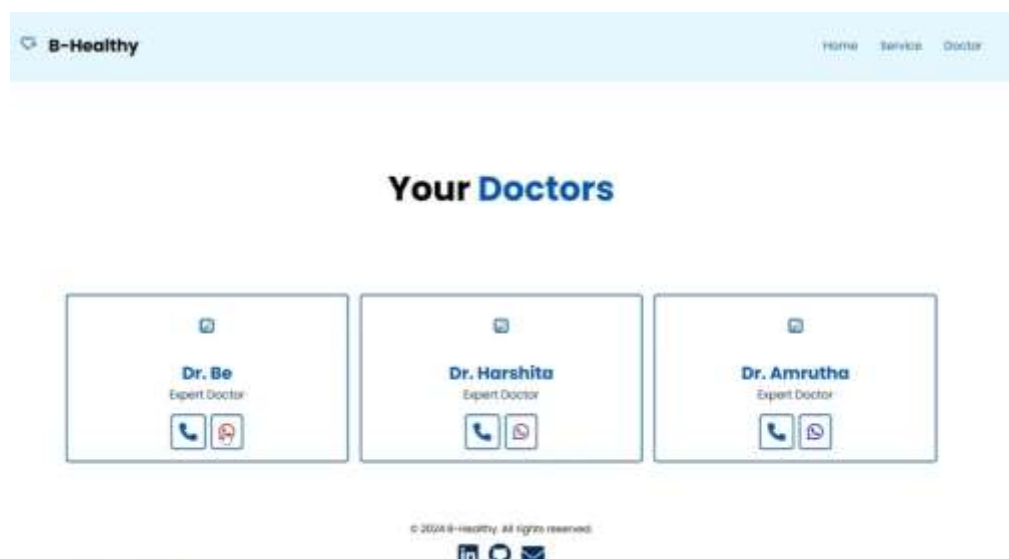 B-Healthy
Home Service Doctor
Your Doctors
Dr. Be
Expert Doctor
Dr. Harshita
Expert Doctor
Dr. Amrutha
Expert Doctor
© 2024 B-Healthy. All rights reserved.